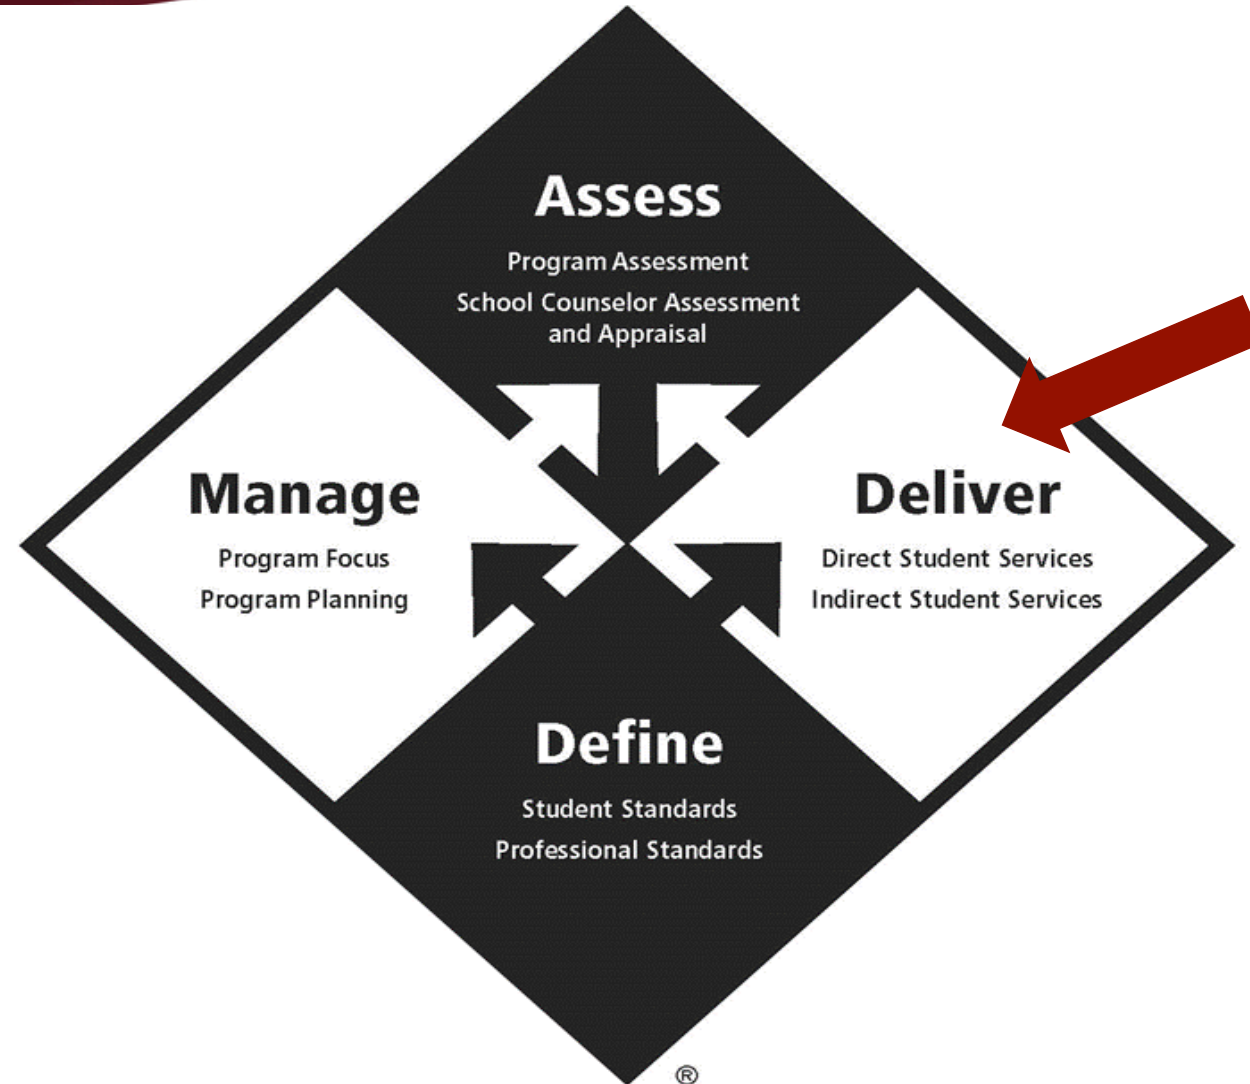 Assess
Program Assessment
School Counselor Assessment
and Appraisal
Manage
Program Focus
Program Planning
Deliver
Direct Student Services
Indirect Student Services
Define
Student Standards
Professional Standards
®